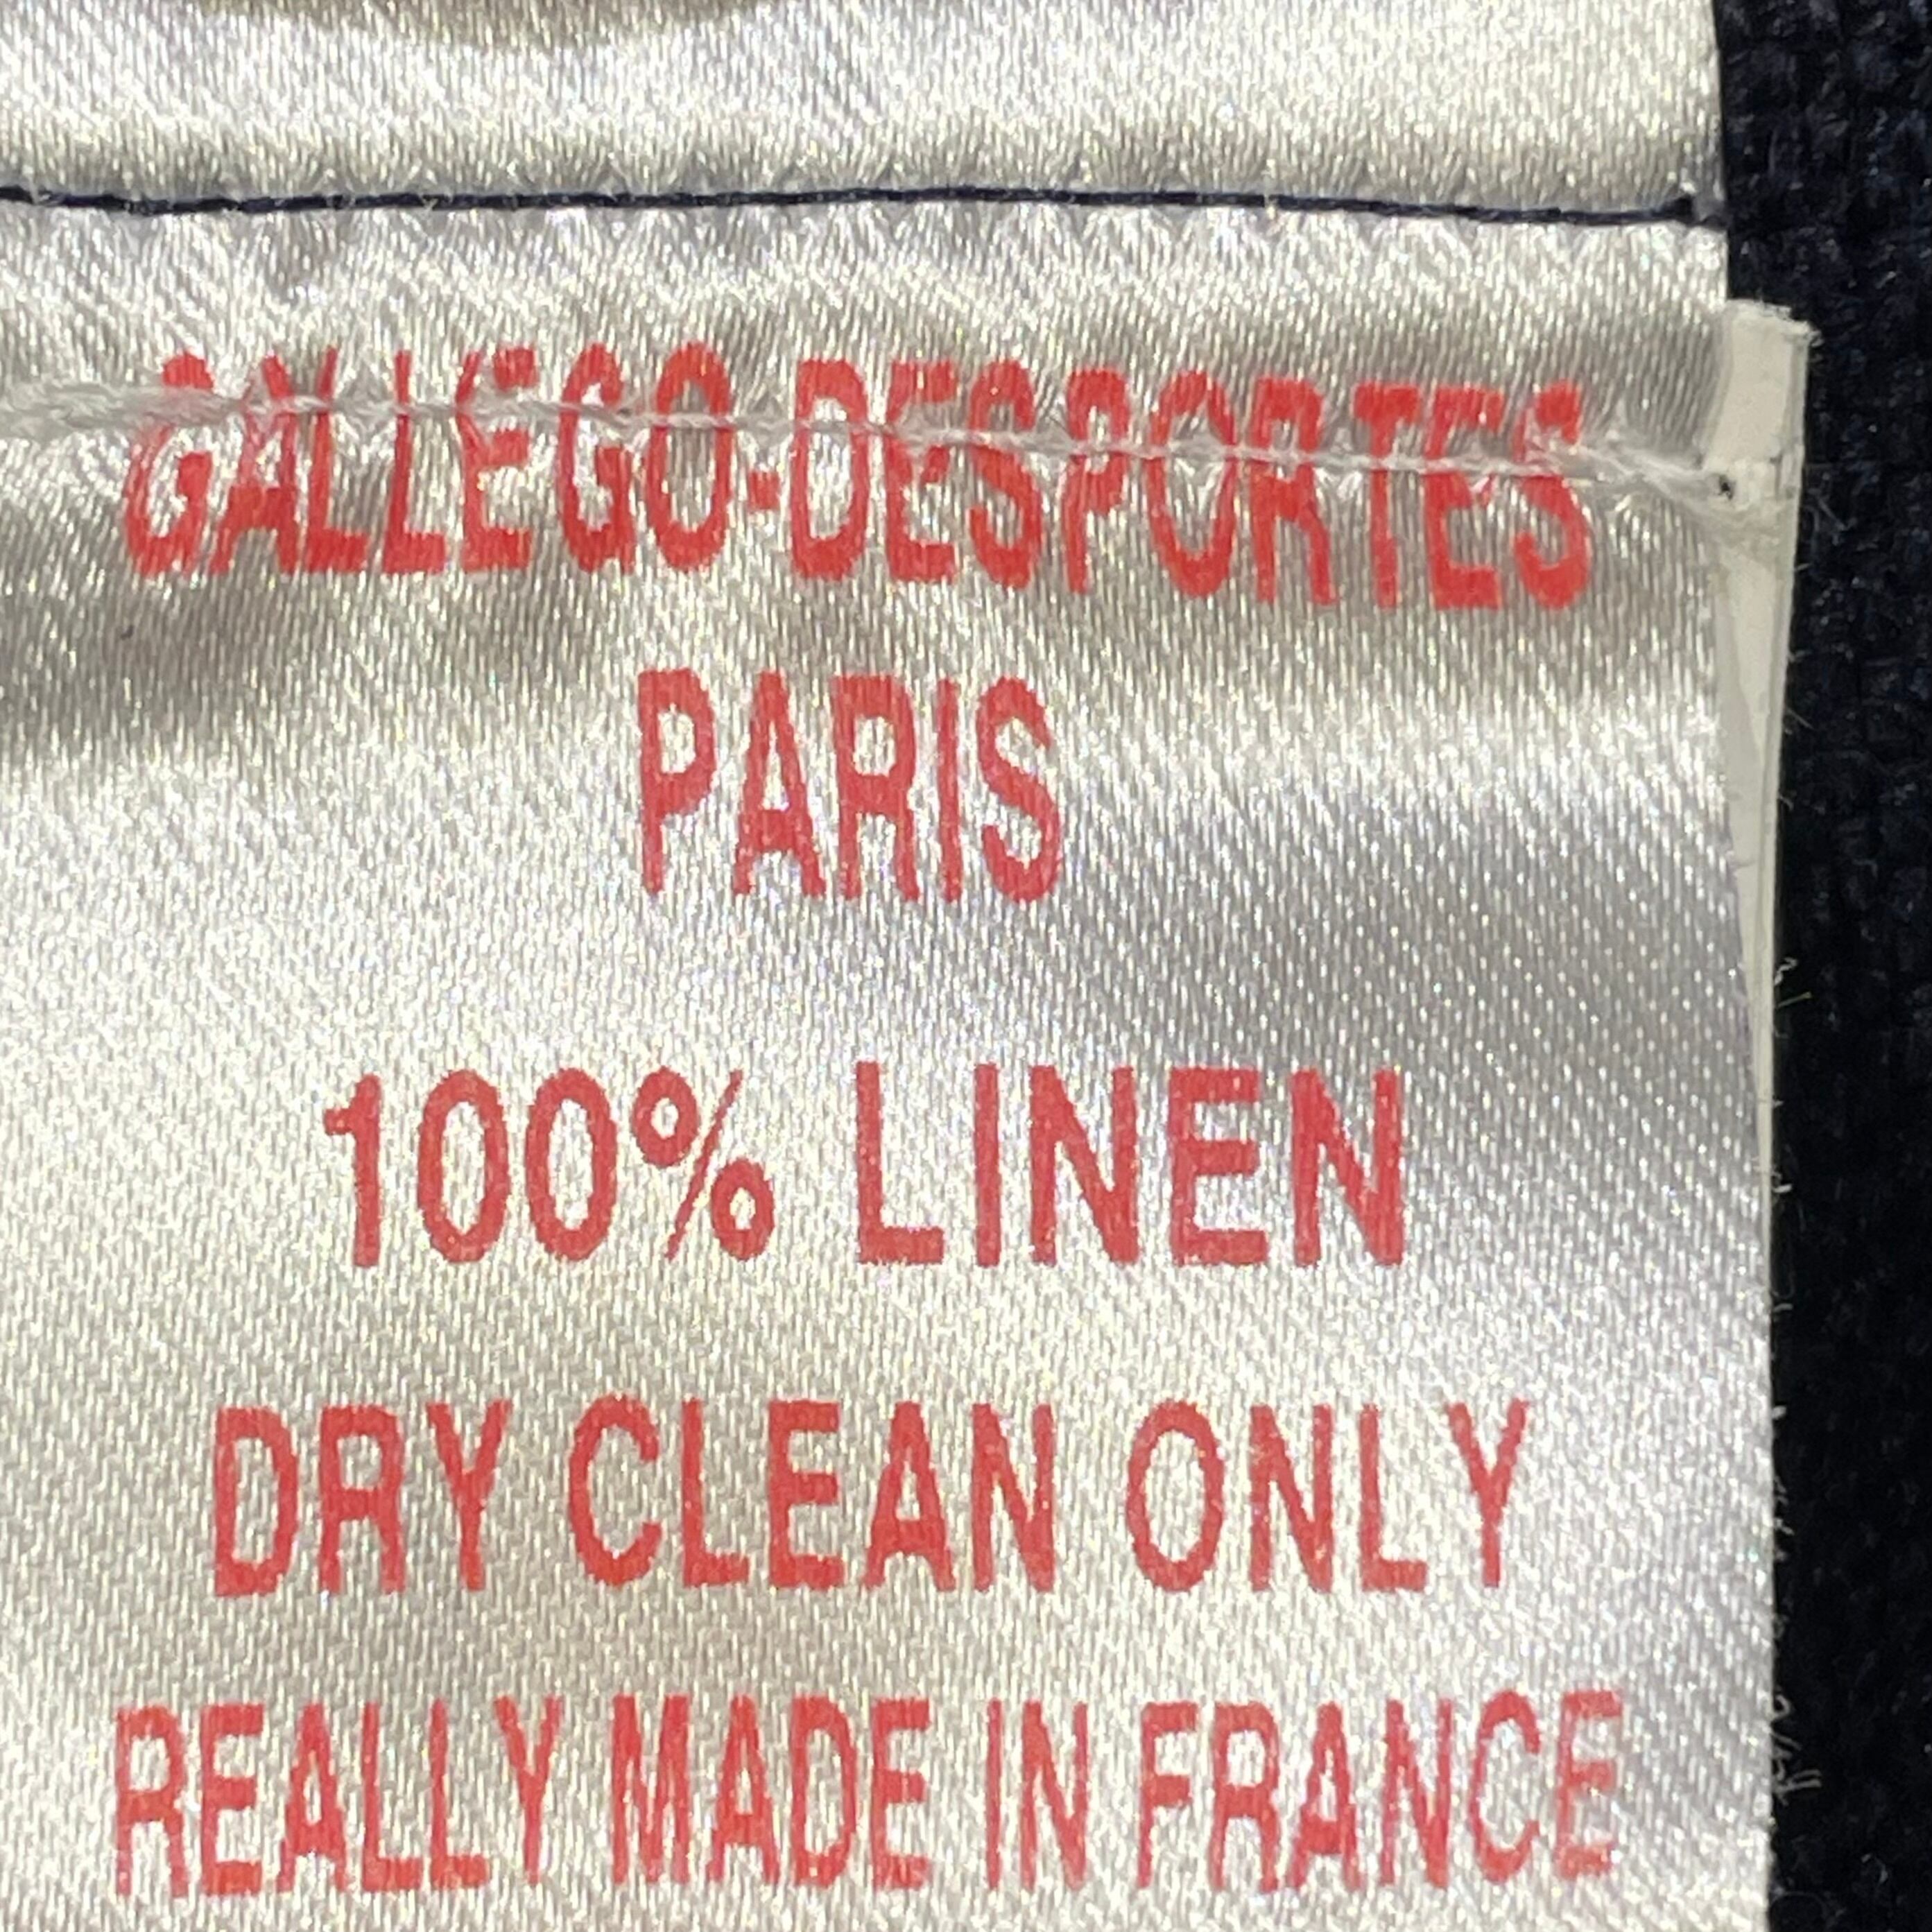 GALLEGO-DESPORTES
PARIS
100% LINEN
DRY CLEAN ONLY
REALLY MADE IN FRANCE